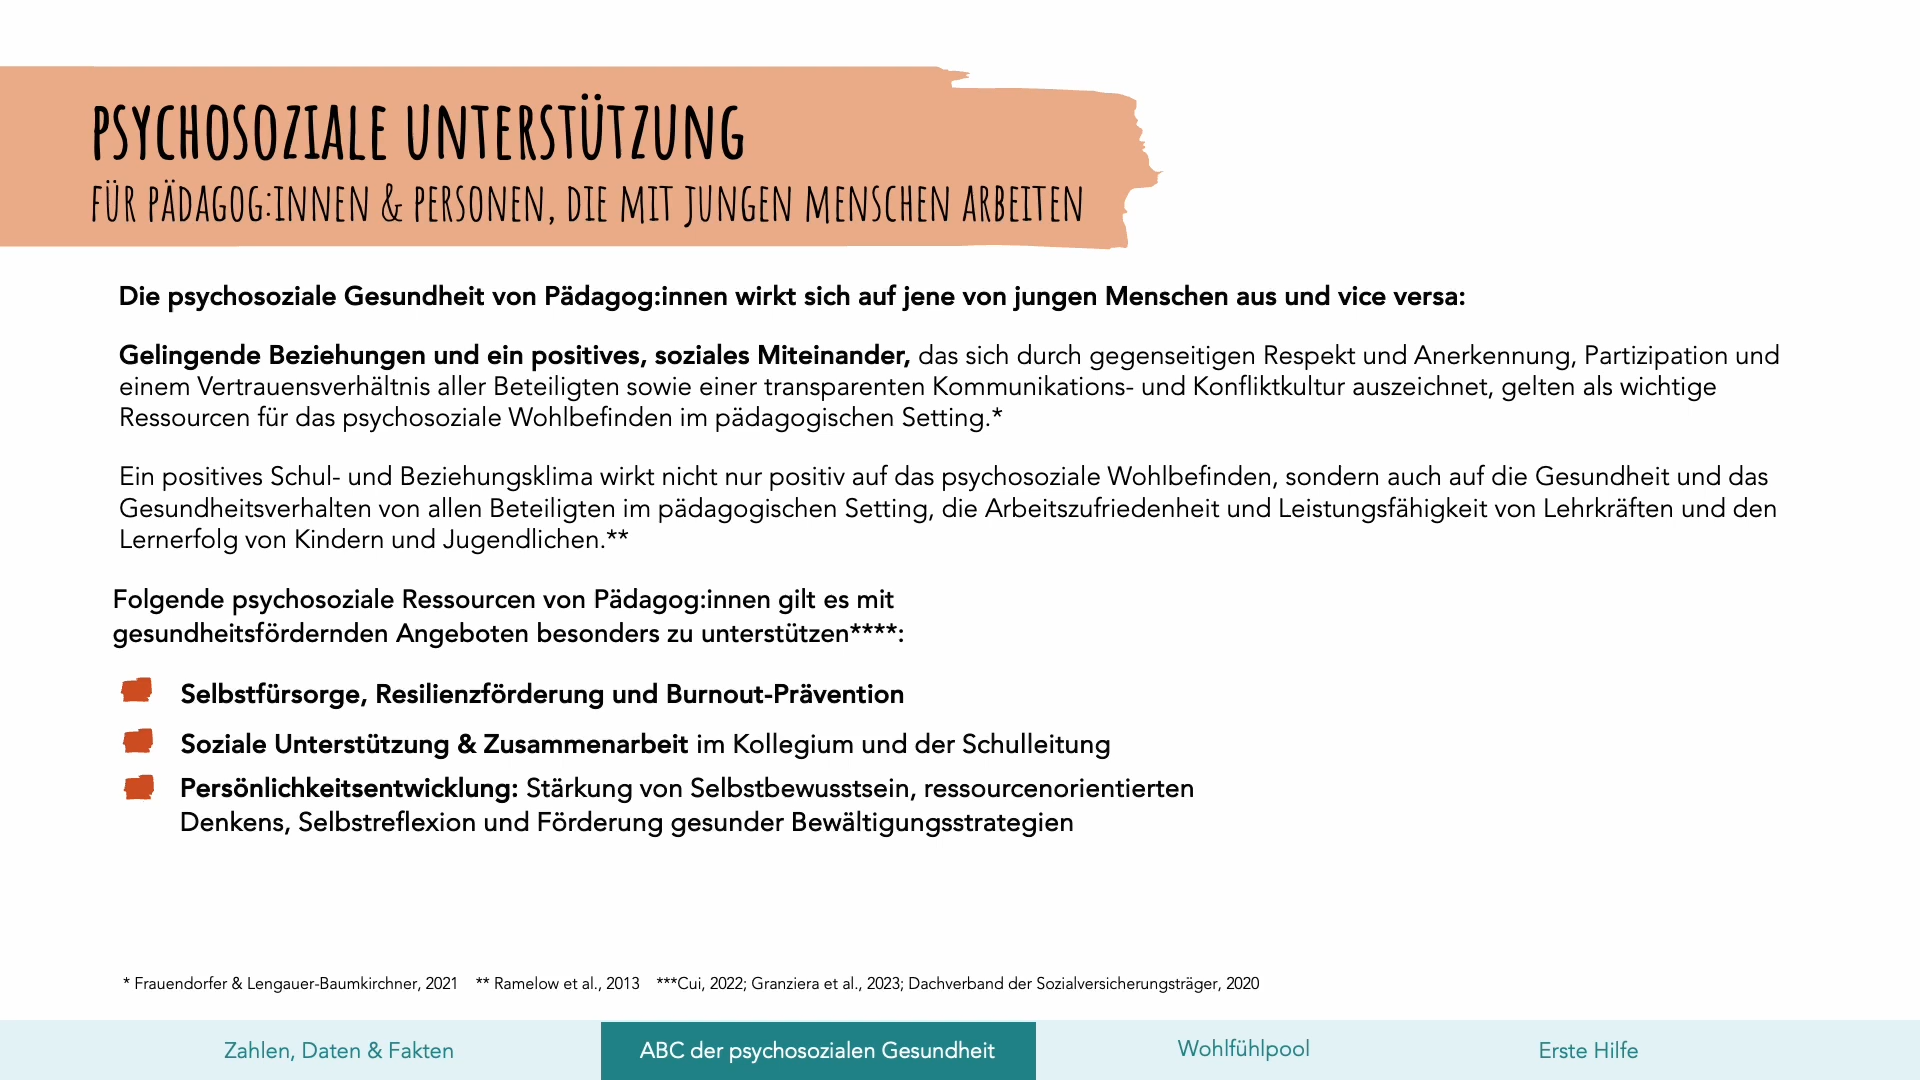 PSYCHOSOZIALE UNTERSTÜTZUNG
FÜR PÄDAGOG:INNEN & PERSONEN, DIE MIT JUNGEN MENSCHEN ARBEITEN
Die psychosoziale Gesundheit von Pädagog:innen wirkt sich auf jene von jungen Menschen aus und vice versa:
Gelingende Beziehungen und ein positives, soziales Miteinander, das sich durch gegenseitigen Respekt und Anerkennung, Partizipation und
einem Vertrauensverhältnis aller Beteiligten sowie einer transparenten Kommunikations- und Konfliktkultur auszeichnet, gelten als wichtige
Ressourcen für das psychosoziale Wohlbefinden im pädagogischen Setting.*
Ein positives Schul- und Beziehungsklima wirkt nicht nur positiv auf das psychosoziale Wohlbefinden, sondern auch auf die Gesundheit und das
Gesundheitsverhalten von allen Beteiligten im pädagogischen Setting, die Arbeitszufriedenheit und Leistungsfähigkeit von Lehrkräften und den
Lernerfolg von Kindern und Jugendlichen.**
Folgende psychosoziale Ressourcen von Pädagog:innen gilt es mit
gesundheitsfördernden Angeboten besonders zu unterstützen****:
Selbstfürsorge, Resilienzförderung und Burnout-Prävention
Soziale Unterstützung & Zusammenarbeit im Kollegium und der Schulleitung
Persönlichkeitsentwicklung: Stärkung von Selbstbewusstsein, ressourcenorientierten
Denkens, Selbstreflexion und Förderung gesunder Bewältigungsstrategien
* Frauendorfer & Lengauer-Baumkirchner, 2021 ** Ramelow et al., 2013 ***Cui, 2022; Granziera et al., 2023; Dachverband der Sozialversicherungsträger, 2020
Zahlen, Daten & Fakten ABC der psychosozialen Gesundheit Wohlfühlpool Erste Hilfe